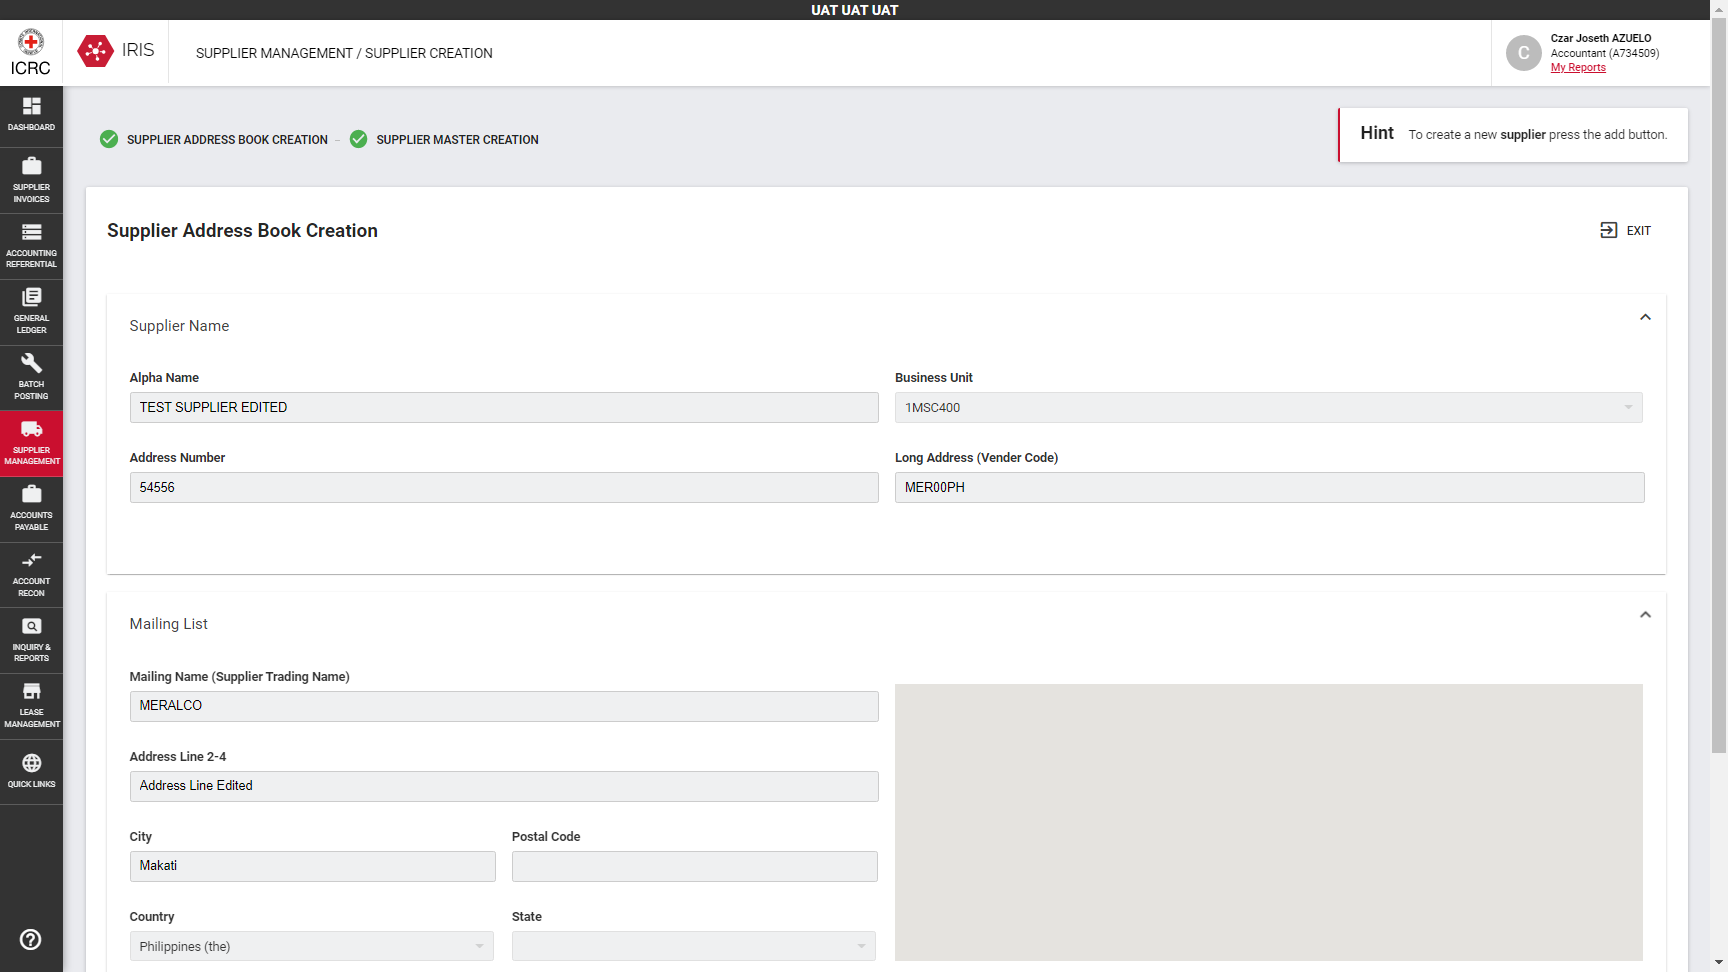 UAT UAT UAT
ICRC
IRIS
SUPPLIER MANAGEMENT / SUPPLIER CREATION
C
Czar Joseth AZUELO
Accountant (A734509)
My Reports
DASHBOARD
SUPPLIER
INVOICES
ACCOUNTING
REFERENTIAL
GENERAL
LEDGER
BATCH
POSTING
SUPPLIER
MANAGEMENT
ACCOUNTS
PAYABLE
ACCOUNT
RECON
INQUIRY &
REPORTS
LEASE
MANAGEMENT
QUICK LINKS
SUPPLIER ADDRESS BOOK CREATION
SUPPLIER MASTER CREATION
Hint To create a new supplier press the add button.
Supplier Address Book Creation
EXIT
Supplier Name
Alpha Name
TEST SUPPLIER EDITED
Business Unit
1MSC400
Address Number
54556
Long Address (Vender Code)
MER00PH
Mailing List
Mailing Name (Supplier Trading Name)
MERALCO
Address Line 2-4
Address Line Edited
City
Makati
Postal Code
Country
Philippines (the)
State